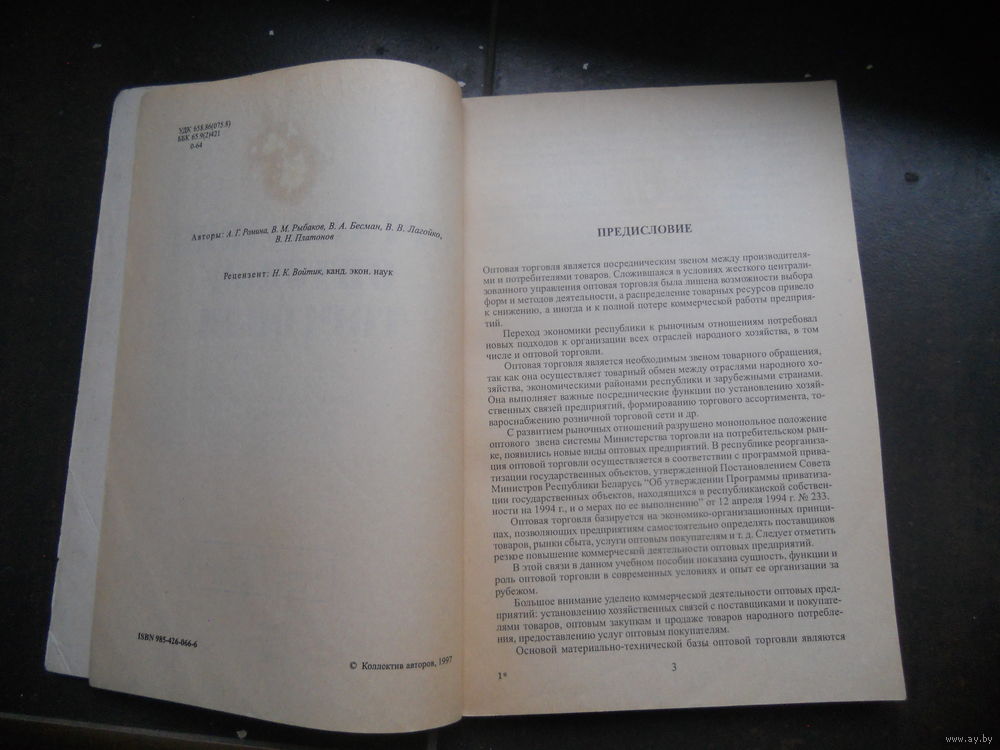 УДК 658.86(075.8)
ББК 65.9(2)421
0-64
Авторы: А. Г. Ронина, В. М. Рыбаков, В. А. Бесман, В. В. Лагойко,
В. Н. Платонов
Рецензент: Н. К. Войтик, канд. экон. наук
ISBN 985-426-066-6
© Коллектив авторов, 1997
ПРЕДИСЛОВИЕ
Оптовая торговля является посредническим звеном между производителя-
ми и потребителями товаров. Сложившаяся в условиях жесткого централи-
зованного управления оптовая торговля была лишена возможности выбора
форм и методов деятельности, а распределение товарных ресурсов привело
к снижению, а иногда и к полной потере коммерческой работы предприя-
тий.
Переход экономики республики к рыночным отношениям потребовал
новых подходов к организации всех отраслей народного хозяйства, в том
числе и оптовой торговли.
Оптовая торговля является необходимым звеном товарного обращения,
так как она осуществляет товарный обмен между отраслями народного хо-
зяйства, экономическими районами республики и зарубежными странами.
Она выполняет важные посреднические функции по установлению хозяй-
ственных связей предприятий, формированию торгового ассортимента, то-
вароснабжению розничной торговой сети и др.
С развитием рыночных отношений разрушено монопольное положение
оптового звена системы Министерства торговли на потребительском рын-
ке, появились новые виды оптовых предприятий. В республике реорганиза-
ция оптовой торговли осуществляется в соответствии с программой прива-
тизации государственных объектов, утвержденной Постановлением Совета
Министров Республики Беларусь “Об утверждении Программы приватиза-
ции государственных объектов, находящихся в республиканской собствен-
ности на 1994 г., и о мерах по ее выполнению” от 12 апреля 1994 г. № 233.
Оптовая торговля базируется на экономико-организационных принци-
пах, позволяющих предприятиям самостоятельно определять поставщиков
товаров, рынки сбыта, услуги оптовым покупателям и т. д. Следует отметить
резкое повышение коммерческой деятельности оптовых предприятий.
В этой связи в данном учебном пособии показана сущность, функции и
роль оптовой торговли в современных условиях и опыт ее организации за
рубежом.
Большое внимание уделено коммерческой деятельности оптовых пред-
приятий: установлению хозяйственных связей с поставщиками и покупате-
лями товаров, оптовым закупкам и продаже товаров народного потребле-
ния, предоставлению услуг оптовым покупателям.
Основой материально-технической базы оптовой торговли являются
1*
3
www.ay.by